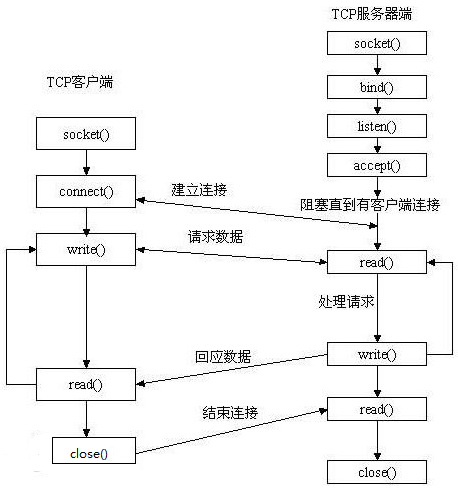 TCP服务器端
socket()
bind()
TCP客户端
listen()
socket()
accept()
connect()
建立连接
阻塞直到有客户端连接
请求数据
write()
read()
处理请求
回应数据
write()
read()
结束连接
read()
close()
close()